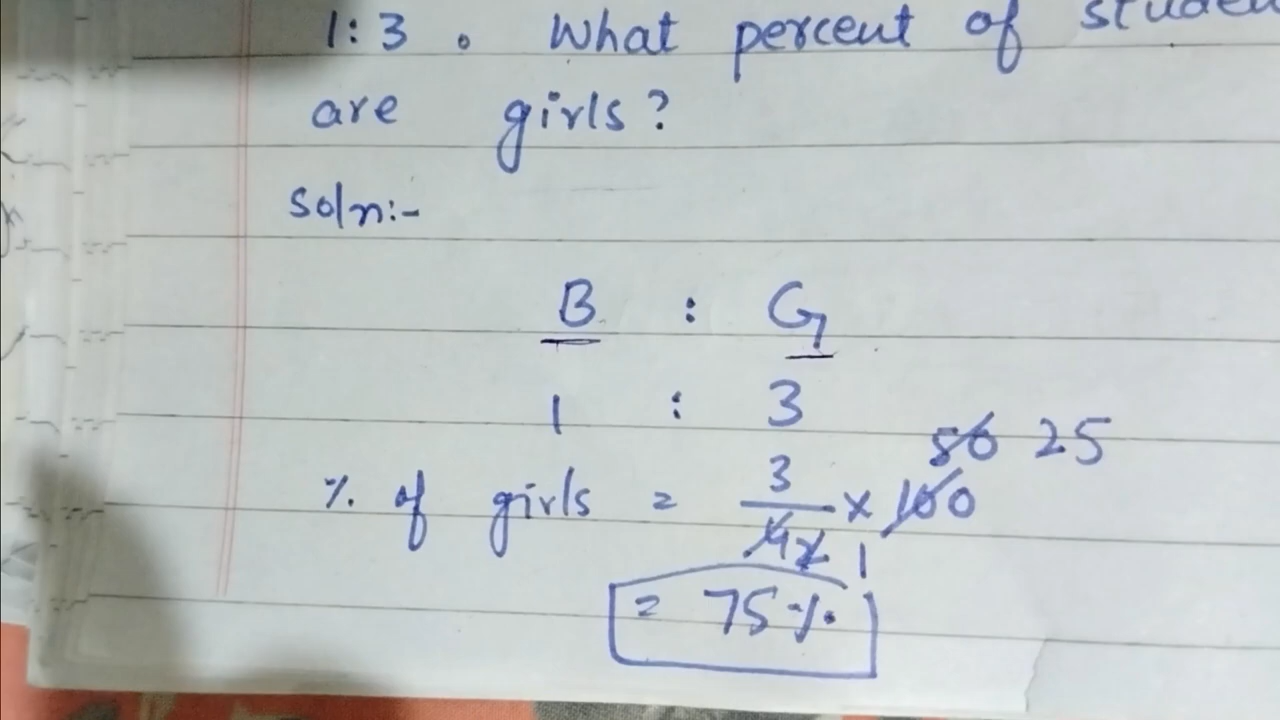 1:3 . What percent of
are girls?
Soln:-
B : G
1 : 3
50 25
% of girls = 3/4 x 100
2 1
= 75%